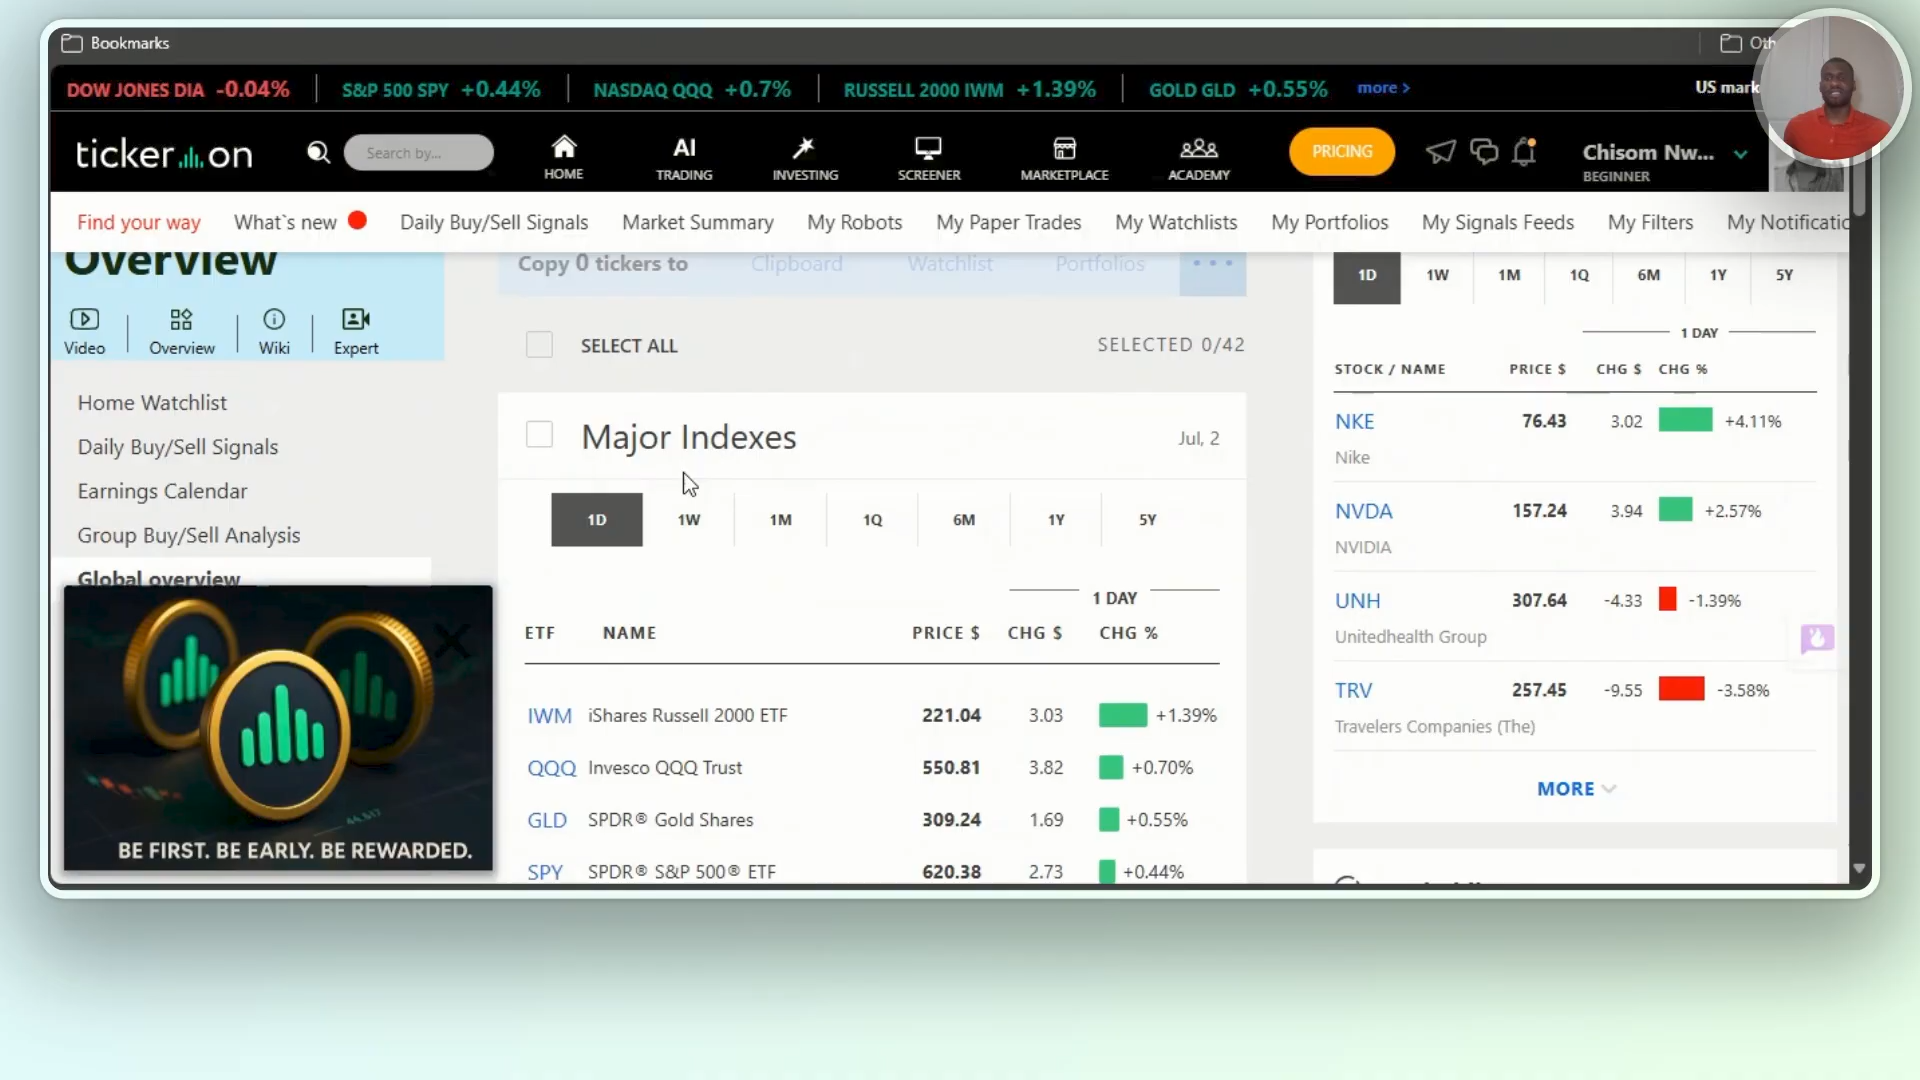 Bookmarks
Oth
DOW JONES DIA -0.04% S&P 500 SPY +0.44% NASDAQ QQQ +0.7% RUSSELL 2000 IWM +1.39% GOLD GLD +0.55% more > US mark
tickeron Search by... HOME AI TRADING INVESTING SCREENER MARKETPLACE ACADEMY PRICING Chisom Nw... BEGINNER
Find your way What`s new Daily Buy/Sell Signals Market Summary My Robots My Paper Trades My Watchlists My Portfolios My Signals Feeds My Filters My Notificatio
Overview
Video Overview Wiki Expert
Home Watchlist
Daily Buy/Sell Signals
Earnings Calendar
Group Buy/Sell Analysis
Global overview
44,517
BE FIRST. BE EARLY. BE REWARDED.
Copy 0 tickers to Clipboard Watchlist Portfolios
SELECT ALL SELECTED 0/42
Major Indexes Jul, 2
1D 1W 1M 1Q 6M 1Y 5Y
1 DAY
ETF NAME PRICE $ CHG $ CHG %
IWM iShares Russell 2000 ETF 221.04 3.03 +1.39%
QQQ Invesco QQQ Trust 550.81 3.82 +0.70%
GLD SPDR® Gold Shares 309.24 1.69 +0.55%
SPY SPDR® S&P 500® ETF 620.38 2.73 +0.44%
1D 1W 1M 1Q 6M 1Y 5Y
1 DAY
STOCK / NAME PRICE $ CHG $ CHG %
NKE 76.43 3.02 +4.11%
Nike
NVDA 157.24 3.94 +2.57%
NVIDIA
UNH 307.64 -4.33 -1.39%
Unitedhealth Group
TRV 257.45 -9.55 -3.58%
Travelers Companies (The)
MORE